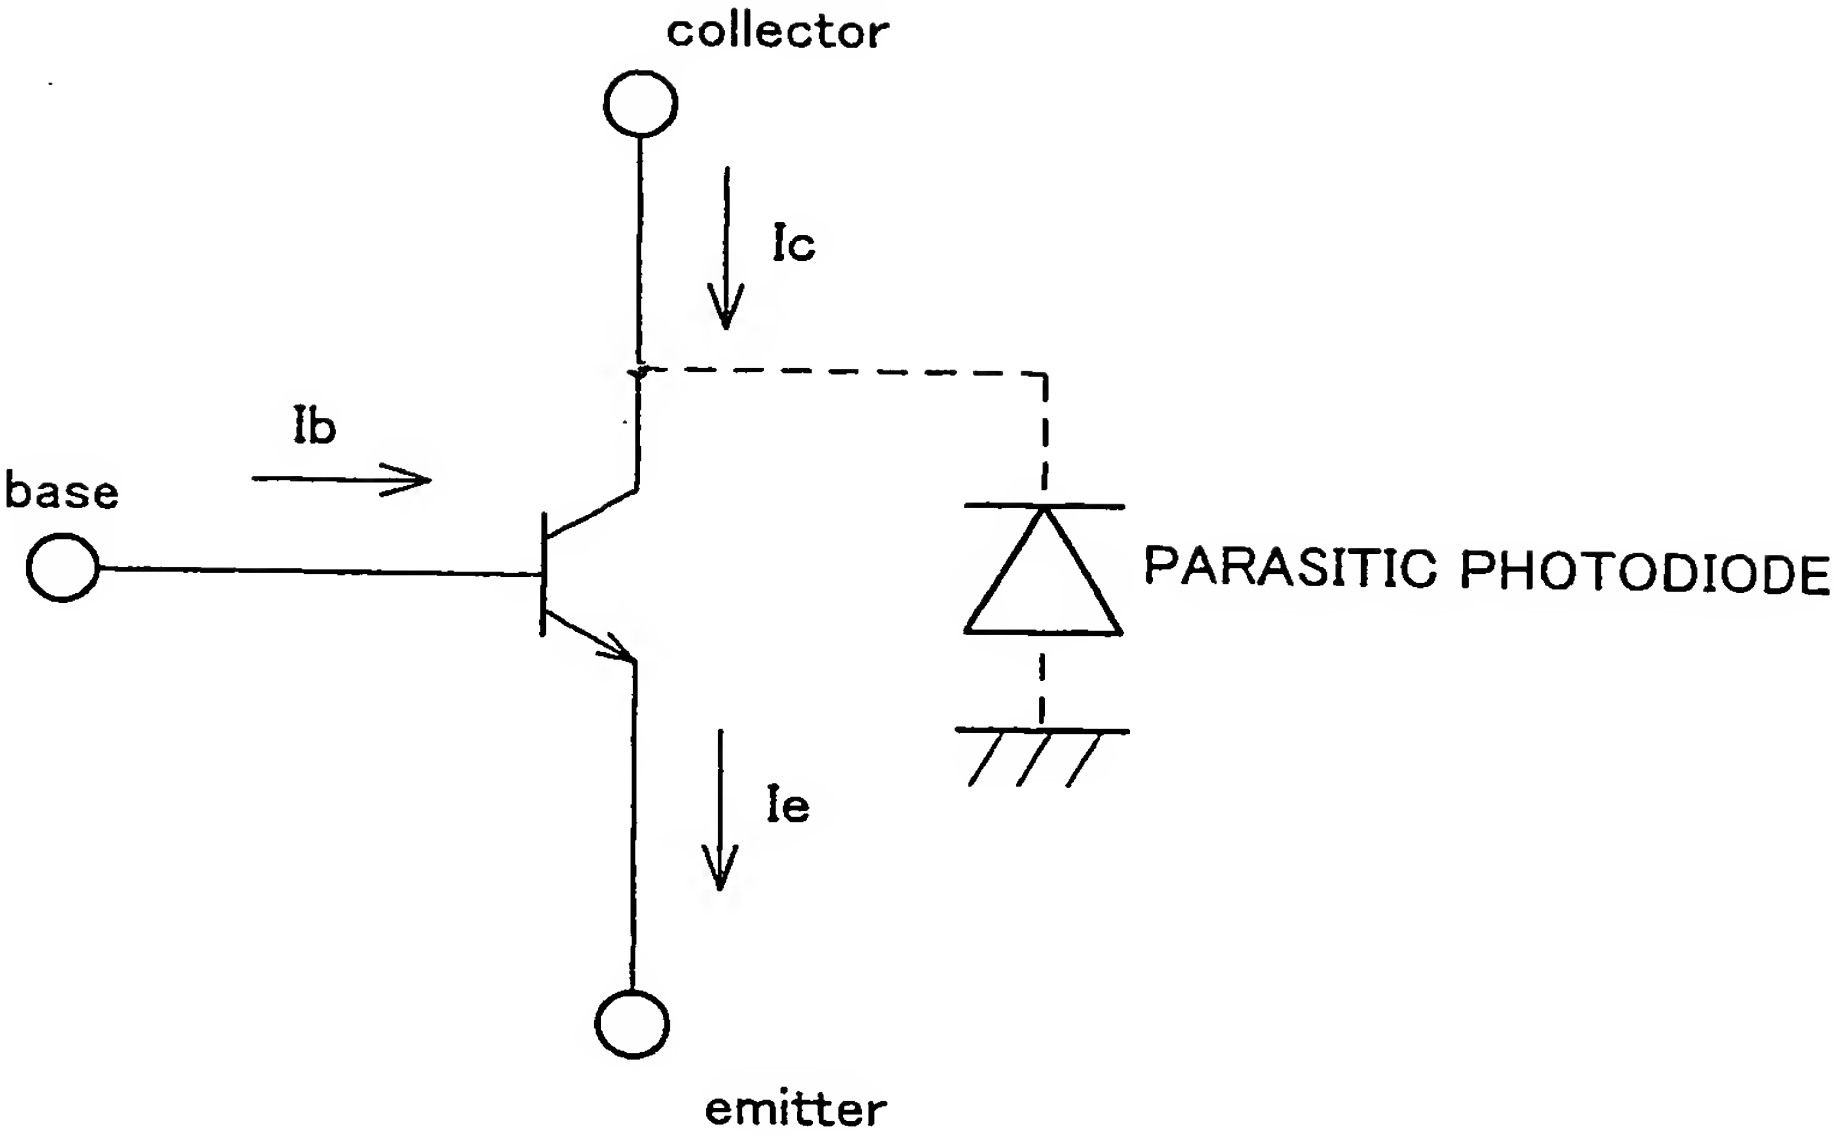 collector
Ic
Ib
base
PARASITIC PHOTODIODE
Ie
emitter